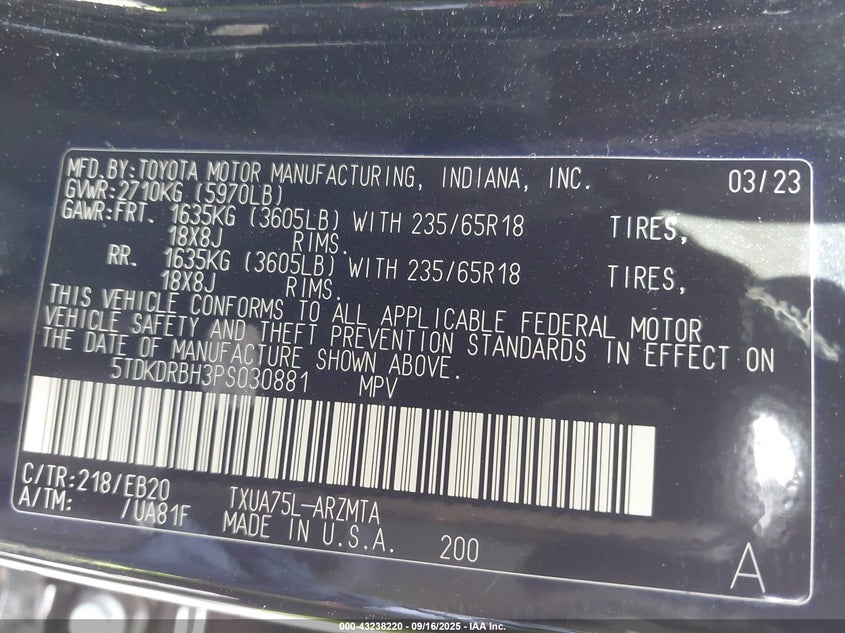 MFD.BY:TOYOTA MOTOR MANUFACTURING, INDIANA, INC. 03/23
GVWR:2710KG (5970LB)
GAWR:FRT. 1635KG (3605LB) WITH 235/65R18 TIRES,
18X8J RIMS.
RR. 1635KG (3605LB) WITH 235/65R18 TIRES,
18X8J RIMS.
THIS VEHICLE CONFORMS TO ALL APPLICABLE FEDERAL MOTOR
VEHICLE SAFETY AND THEFT PREVENTION STANDARDS IN EFFECT ON
THE DATE OF MANUFACTURE SHOWN ABOVE.
5TDKDRBH3PS030881 MPV
C/TR:218/EB20 TXUA75L-ARZMTA
A/TM: /UA81F MADE IN U.S.A. 200
A
000-43238220 - 09/16/2025 - IAA Inc.